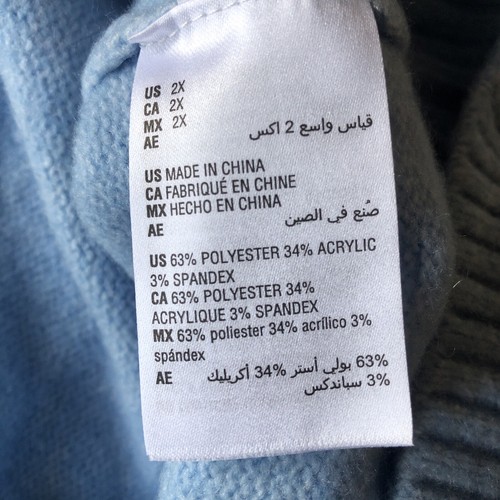 US 2X
CA 2X
MX 2X
AE قياس واسع 2 اكس
US MADE IN CHINA
CA FABRIQUÉ EN CHINE
MX HECHO EN CHINA
AE صُنع في الصين
US 63% POLYESTER 34% ACRYLIC
3% SPANDEX
CA 63% POLYESTER 34%
ACRYLIQUE 3% SPANDEX
MX 63% poliester 34% acrílico 3%
spándex
AE 63% بولي أستر 34% أكريليك
3% سباندكس